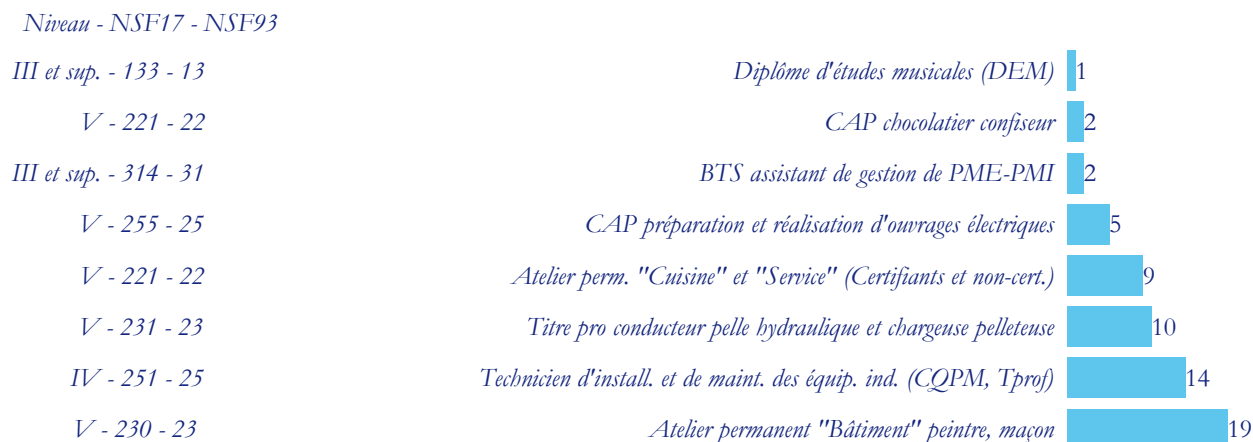 Niveau - NSF17 - NSF93
III et sup. - 133 - 13 Diplôme d'études musicales (DEM) 1
V - 221 - 22 CAP chocolatier confiseur 2
III et sup. - 314 - 31 BTS assistant de gestion de PME-PMI 2
V - 255 - 25 CAP préparation et réalisation d'ouvrages électriques 5
V - 221 - 22 Atelier perm. "Cuisine" et "Service" (Certifiants et non-cert.) 9
V - 231 - 23 Titre pro conducteur pelle hydraulique et chargeuse pelleteuse 10
IV - 251 - 25 Technicien d'install. et de maint. des équip. ind. (CQPM, Tprof) 14
V - 230 - 23 Atelier permanent "Bâtiment" peintre, maçon 19